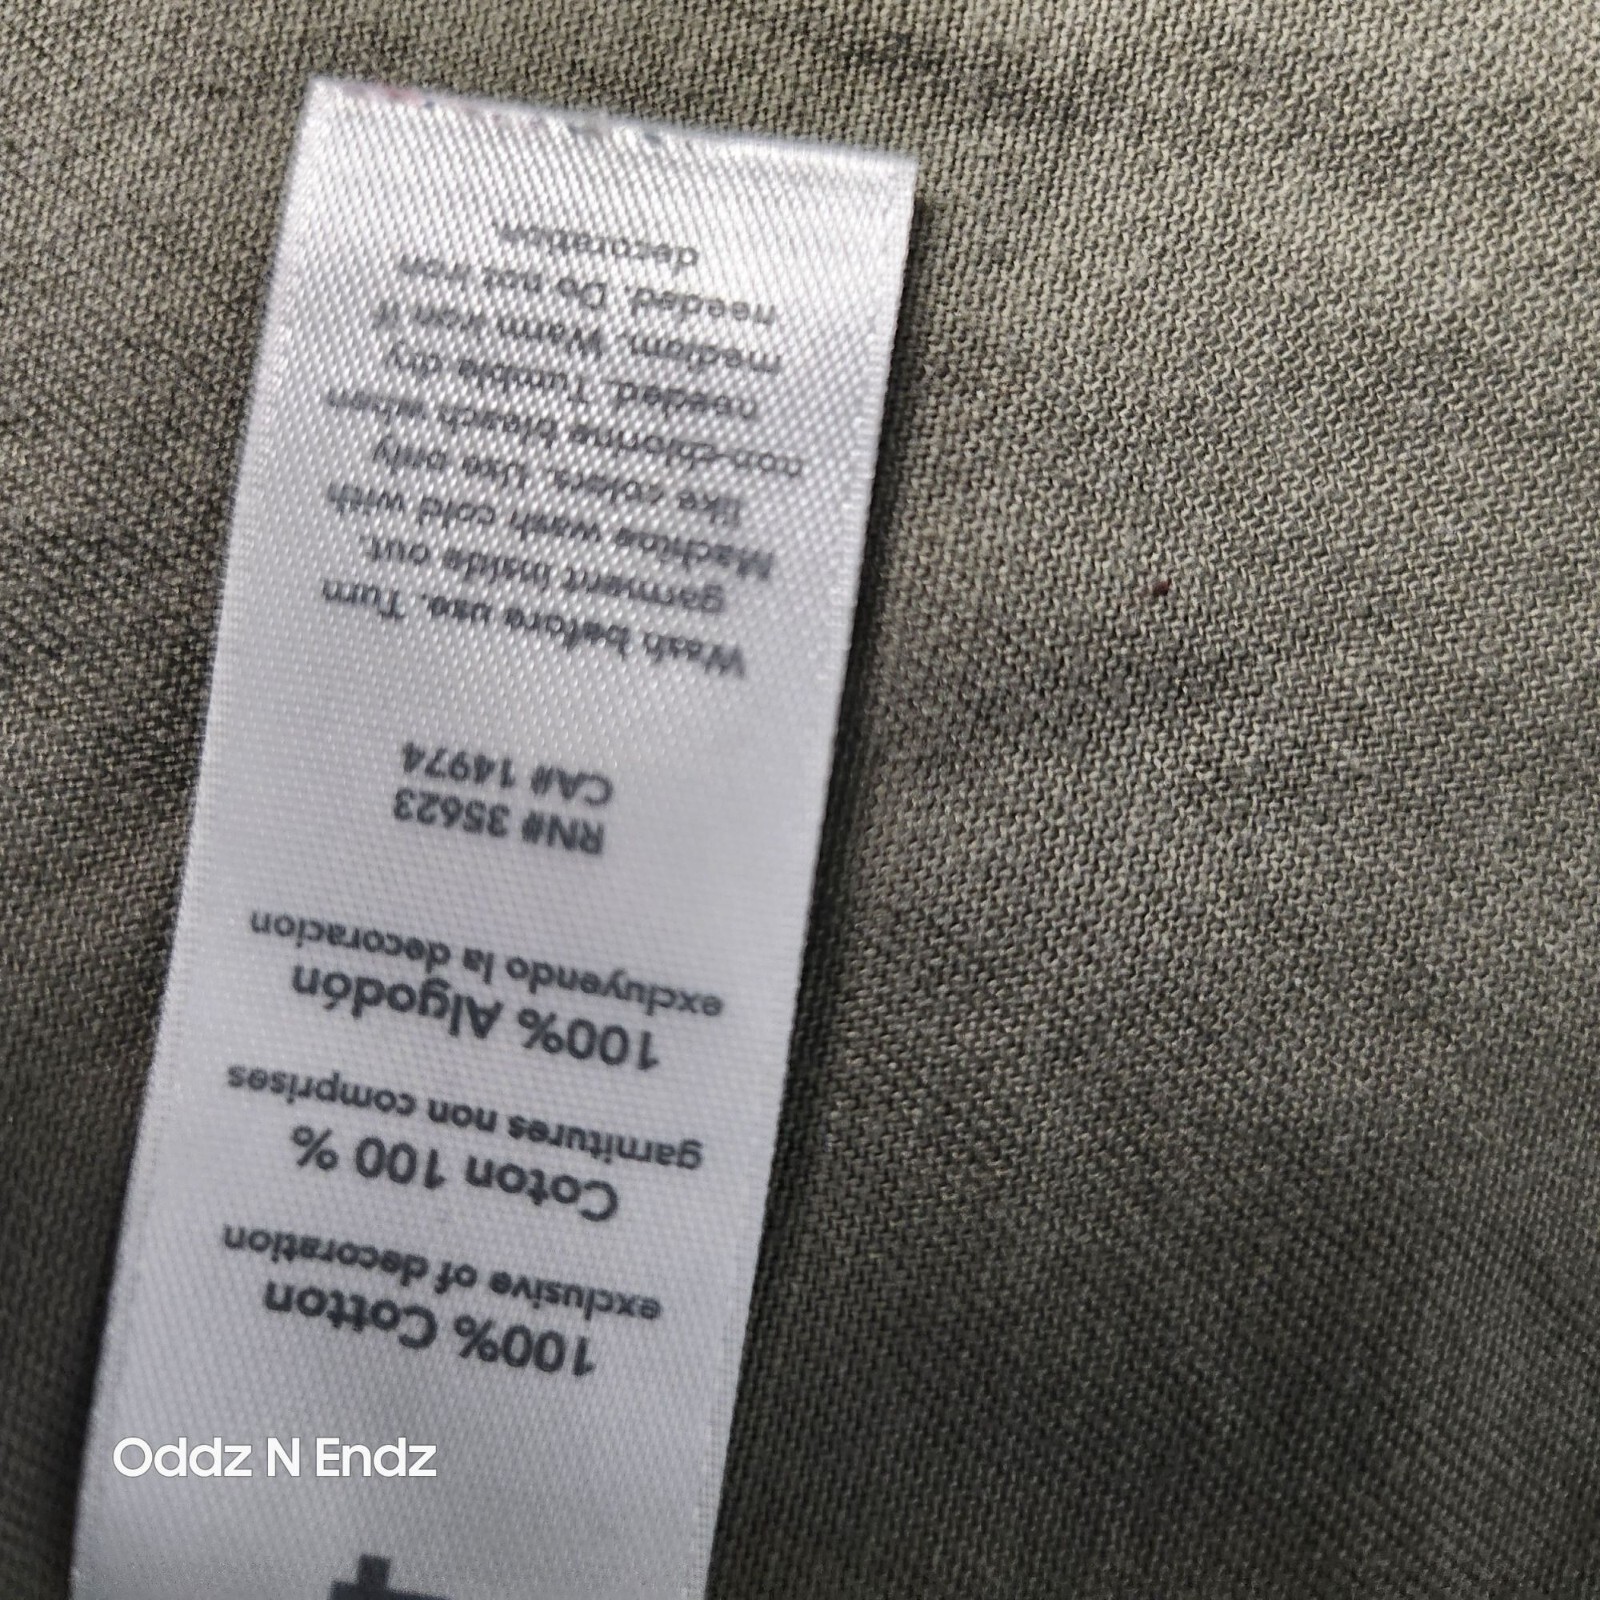 100% Cotton
exclusive of decoration
Coton 100 %
garnitures non comprises
100% Algodón
excluyendo la decoracion
RN# 35623
CA# 14974
Wash before use. Turn
garment inside out.
Machine wash cold with
like colors. Use only
non-chlorine bleach when
needed. Tumble dry
medium. Warm iron if
needed. Do not iron
decoration.
Oddz N Endz